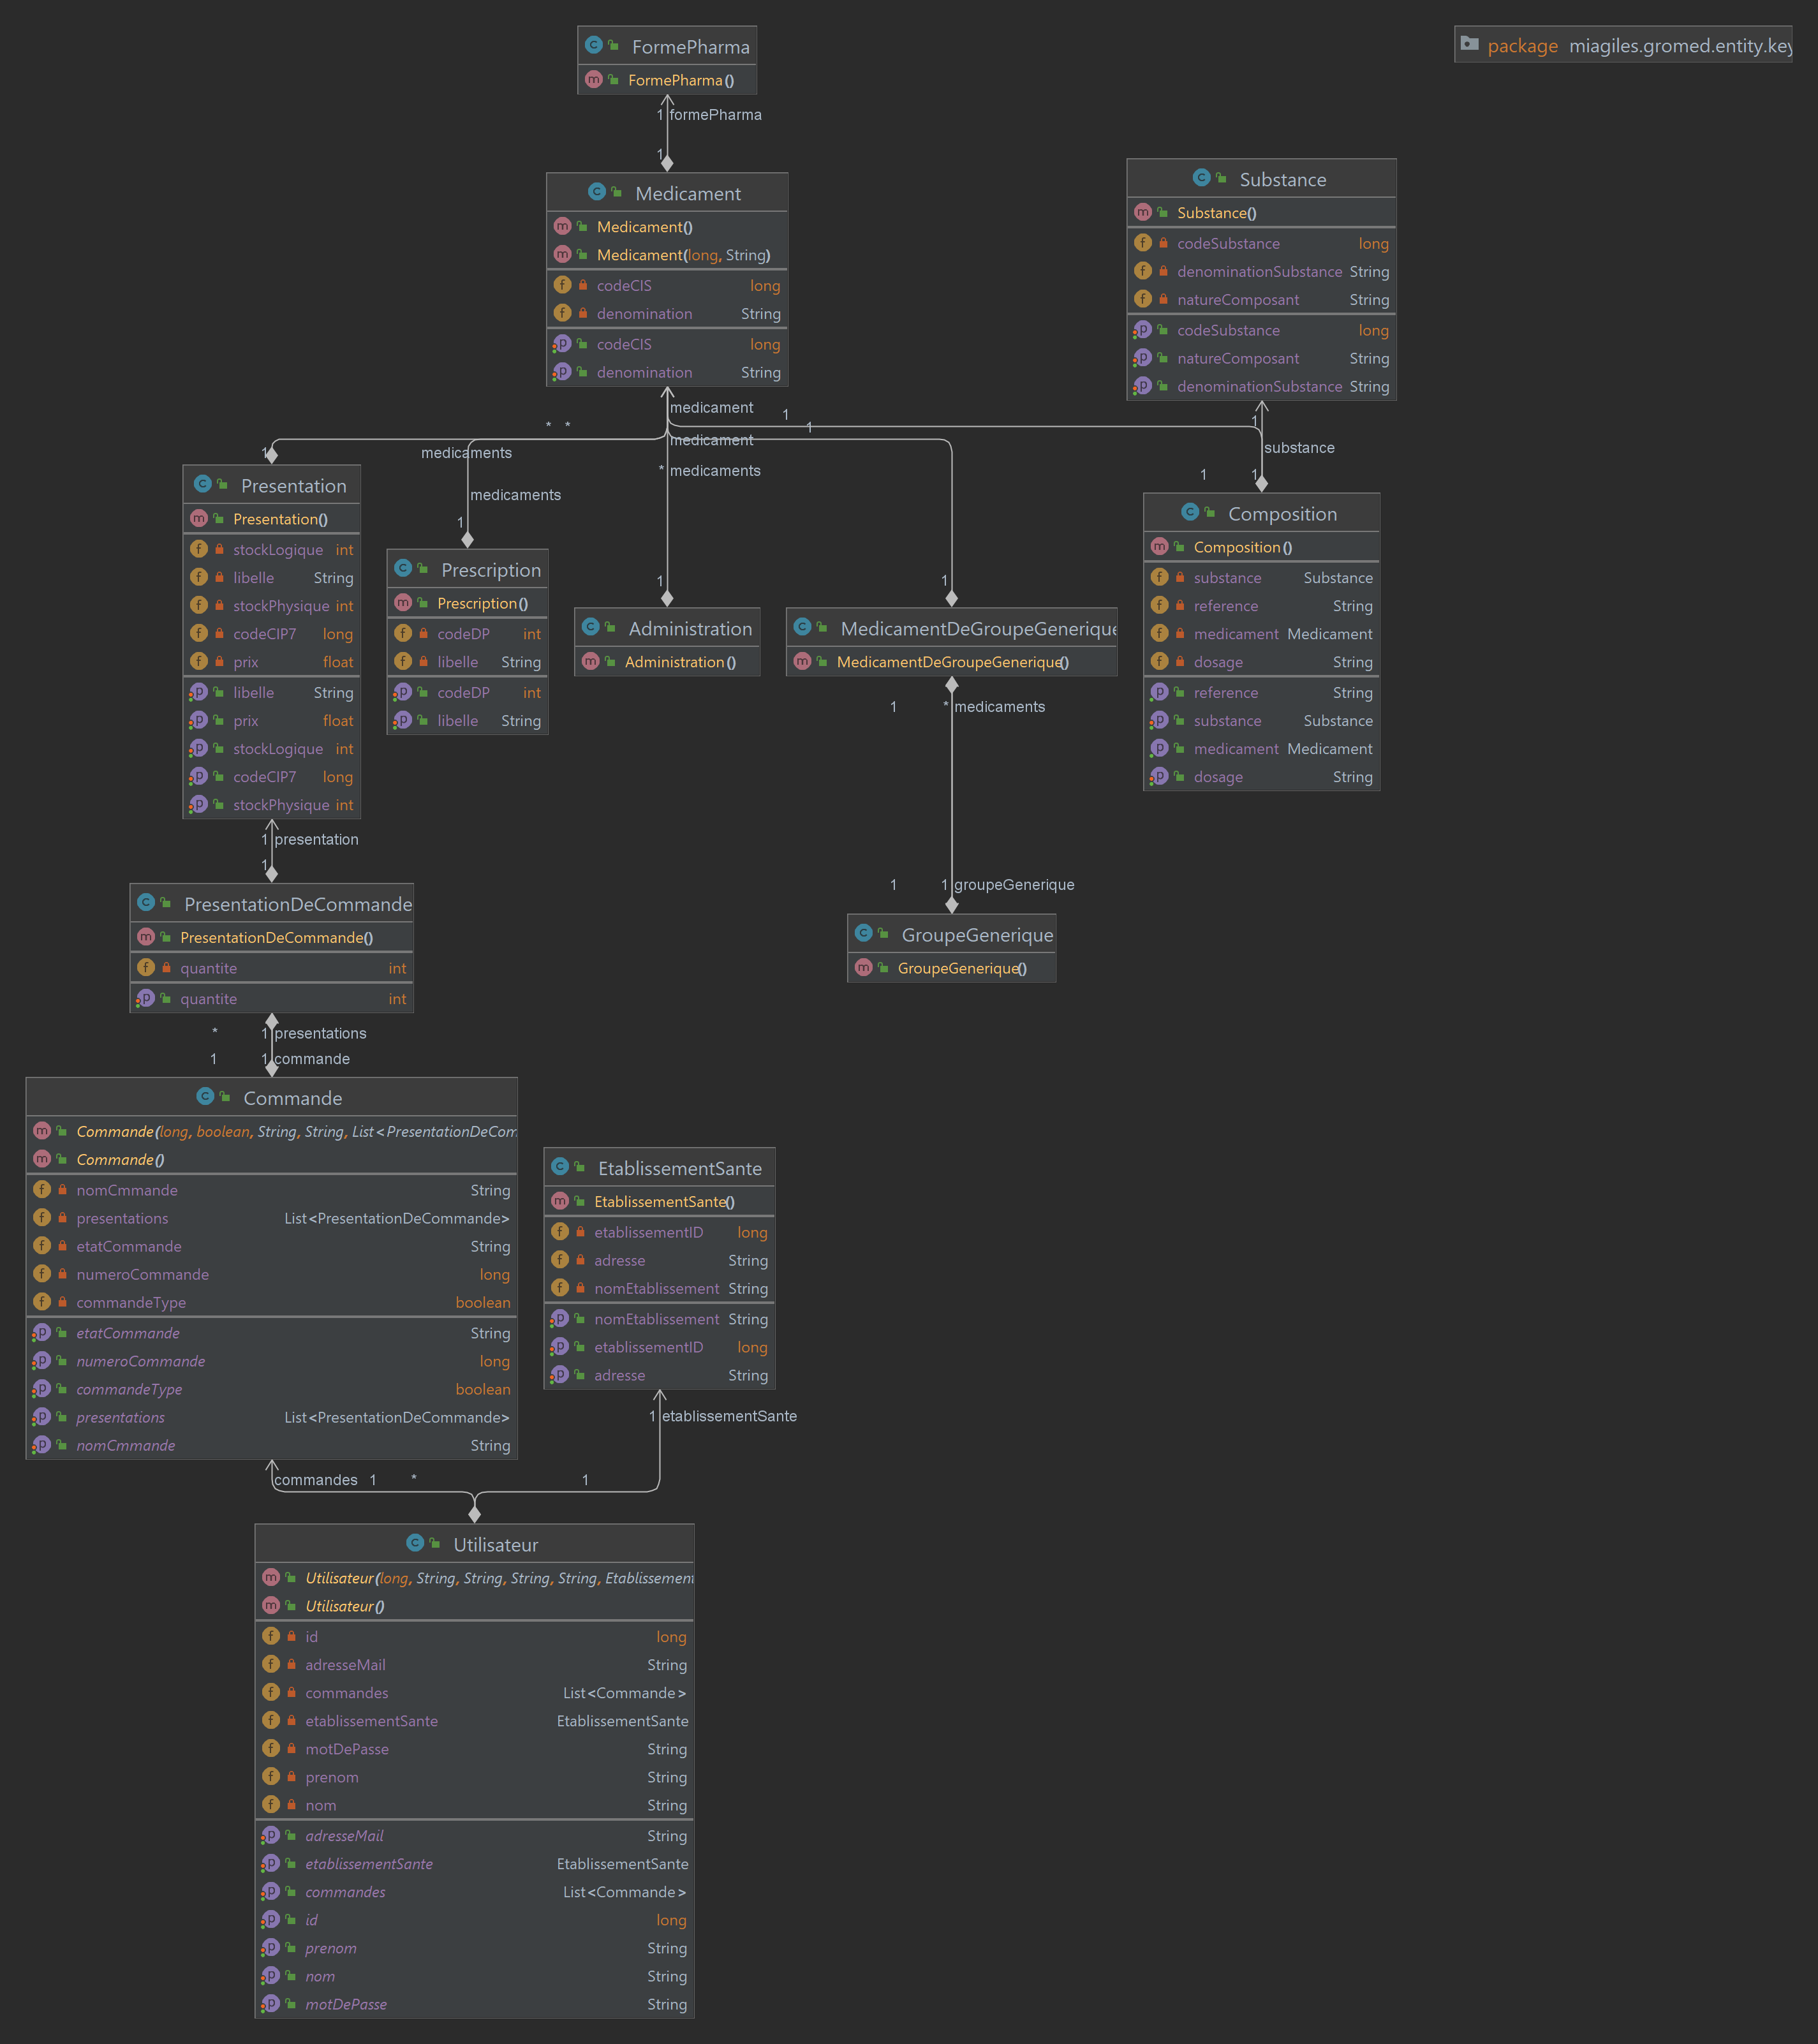 package miagiles.gromed.entity.key
FormePharma
FormePharma()
1 formePharma
1
Medicament
Medicament()
Medicament(long, String)
codeCIS long
denomination String
codeCIS long
denomination String
Substance
Substance()
codeSubstance long
denominationSubstance String
natureComposant String
codeSubstance long
natureComposant String
denominationSubstance String
medicament 1
* * 1
medicament
1 medicaments
* medicaments
medicaments
1
1
1
1
1
substance
1 1
Presentation
Presentation()
stockLogique int
libelle String
stockPhysique int
codeCIP7 long
prix float
libelle String
prix float
stockLogique int
codeCIP7 long
stockPhysique int
Prescription
Prescription()
codeDP int
libelle String
codeDP int
libelle String
Administration
Administration()
MedicamentDeGroupeGenerique
MedicamentDeGroupeGenerique()
Composition
Composition()
substance Substance
reference String
medicament Medicament
dosage String
reference String
substance Substance
medicament Medicament
dosage String
1 * medicaments
1 1 groupeGenerique
GroupeGenerique
GroupeGenerique()
1 presentation
1
PresentationDeCommande
PresentationDeCommande()
quantite int
quantite int
* 1 presentations
1 1 commande
Commande
Commande(long, boolean, String, String, List<PresentationDeCom
Commande()
nomCmmande String
presentations List<PresentationDeCommande>
etatCommande String
numeroCommande long
commandeType boolean
etatCommande String
numeroCommande long
commandeType boolean
presentations List<PresentationDeCommande>
nomCmmande String
EtablissementSante
EtablissementSante()
etablissementID long
adresse String
nomEtablissement String
nomEtablissement String
etablissementID long
adresse String
1 etablissementSante
commandes 1 * 1
Utilisateur
Utilisateur(long, String, String, String, String, Etablissement
Utilisateur()
id long
adresseMail String
commandes List<Commande>
etablissementSante EtablissementSante
motDePasse String
prenom String
nom String
adresseMail String
etablissementSante EtablissementSante
commandes List<Commande>
id long
prenom String
nom String
motDePasse String